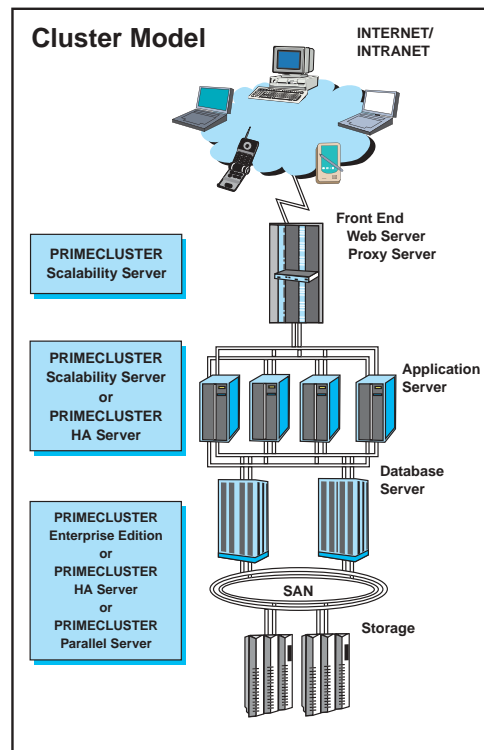 Cluster Model
INTERNET/
INTRANET
Front End
Web Server
Proxy Server
PRIMECLUSTER
Scalability Server
PRIMECLUSTER
Scalability Server
or
PRIMECLUSTER
HA Server
Application
Server
Database
Server
PRIMECLUSTER
Enterprise Edition
or
PRIMECLUSTER
HA Server
or
PRIMECLUSTER
Parallel Server
SAN
Storage